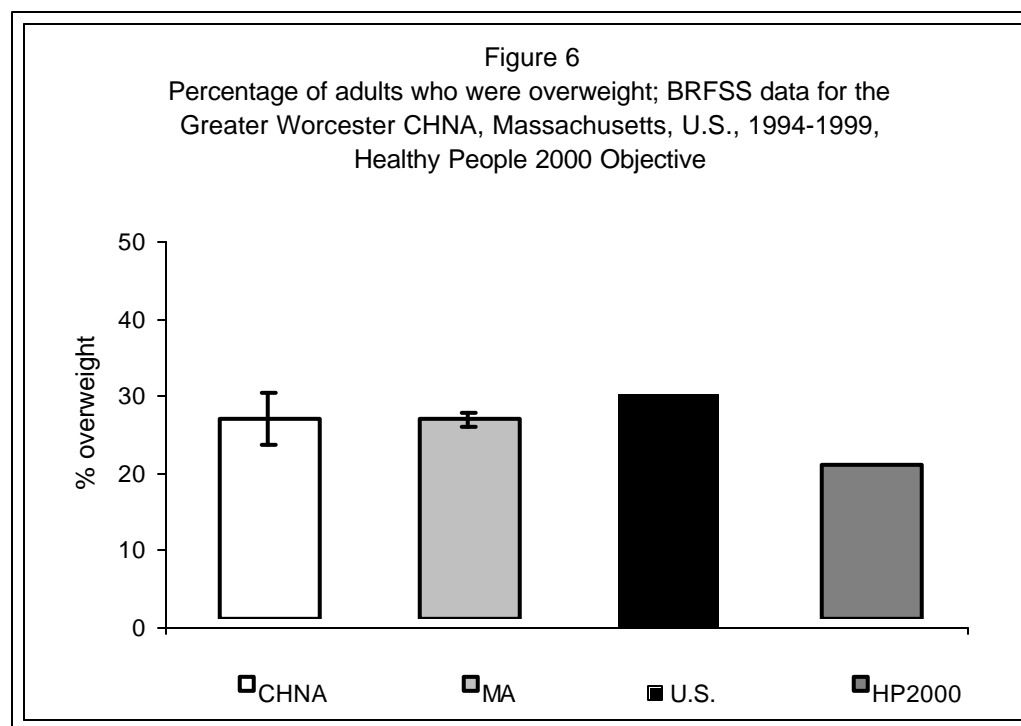 Figure 6
Percentage of adults who were overweight; BRFSS data for the
Greater Worcester CHNA, Massachusetts, U.S., 1994-1999,
Healthy People 2000 Objective
% overweight
50
40
30
20
10
0
CHNA
MA
U.S.
HP2000